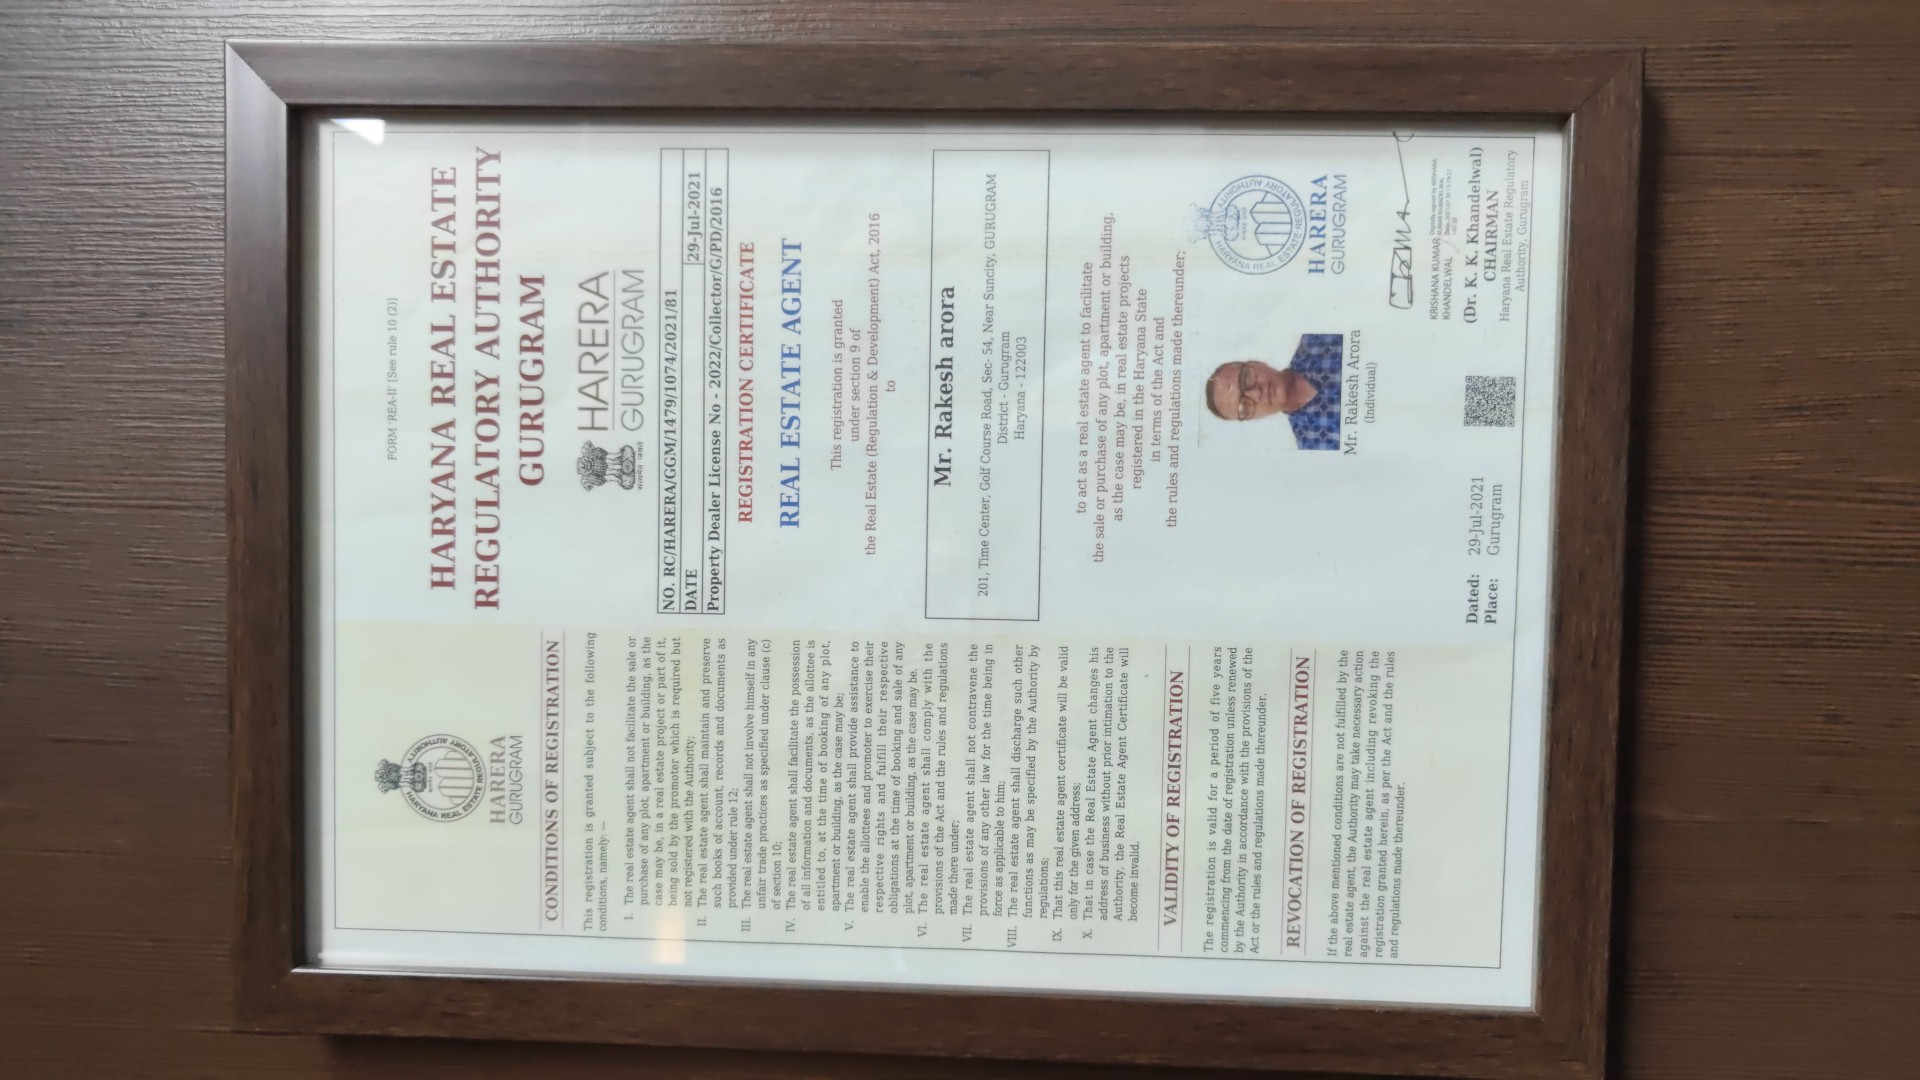 HARYANA REAL ESTATE REGULATORY AUTHORITY
HARERA
GURUGRAM
CONDITIONS OF REGISTRATION
This registration is granted subject to the following
conditions, namely: —
I. The real estate agent shall not facilitate the sale or
purchase of any plot, apartment or building, as the
case may be, in a real estate project or part of it,
being sold by the promoter which is required but
not registered with the Authority;
II. The real estate agent shall maintain and preserve
such books of account, records and documents as
provided under rule 12;
III. The real estate agent shall not involve himself in any
unfair trade practices as specified under clause (c)
of section 10;
IV. The real estate agent shall facilitate the possession
of all information and documents, as the allottee is
entitled to, at the time of booking of any plot,
apartment or building, as the case may be;
V. The real estate agent shall provide assistance to
enable the allottees and promoter to exercise their
respective rights and fulfill their respective
obligations at the time of booking and sale of any
plot, apartment or building, as the case may be.
VI. The real estate agent shall comply with the
provisions of the Act and the rules and regulations
made there under;
VII. The real estate agent shall not contravene the
provisions of any other law for the time being in
force as applicable to him;
VIII. The real estate agent shall discharge such other
functions as may be specified by the Authority by
regulations;
IX. That this real estate agent certificate will be valid
only for the given address;
X. That in case the Real Estate Agent changes his
address of business without prior intimation to the
Authority, the Real Estate Agent Certificate will
become invalid.
VALIDITY OF REGISTRATION
The registration is valid for a period of five years
commencing from the date of registration unless renewed
by the Authority in accordance with the provisions of the
Act or the rules and regulations made thereunder.
REVOCATION OF REGISTRATION
If the above mentioned conditions are not fulfilled by the
real estate agent, the Authority may take necessary action
against the real estate agent including revoking the
registration granted herein, as per the Act and the rules
and regulations made thereunder.
FORM 'REA-II' [See rule 10 (2)]
HARYANA REAL ESTATE
REGULATORY AUTHORITY
GURUGRAM
HARERA
GURUGRAM
सत्यमेव जयते
NO. RC/HARERA/GGM/1479/1074/2021/81
DATE 29-Jul-2021
Property Dealer License No - 2022/Collector/G/PD/2016
REGISTRATION CERTIFICATE
REAL ESTATE AGENT
This registration is granted
under section 9 of
the Real Estate (Regulation & Development) Act, 2016
to
Mr. Rakesh arora
201, Time Center, Golf Course Road, Sec- 54, Near Suncity, GURUGRAM
District - Gurugram
Haryana - 122003
to act as a real estate agent to facilitate
the sale or purchase of any plot, apartment or building,
as the case may be, in real estate projects
registered in the Haryana State
in terms of the Act and
the rules and regulations made thereunder;
HARYANA REAL ESTATE REGULATORY AUTHORITY
HARERA
GURUGRAM
Mr. Rakesh Arora
(Individual)
KRISHANA KUMAR
KHANDELWAL
(Dr. K. K. Khandelwal)
CHAIRMAN
Haryana Real Estate Regulatory
Authority, Gurugram
Dated: 29-Jul-2021
Place: Gurugram